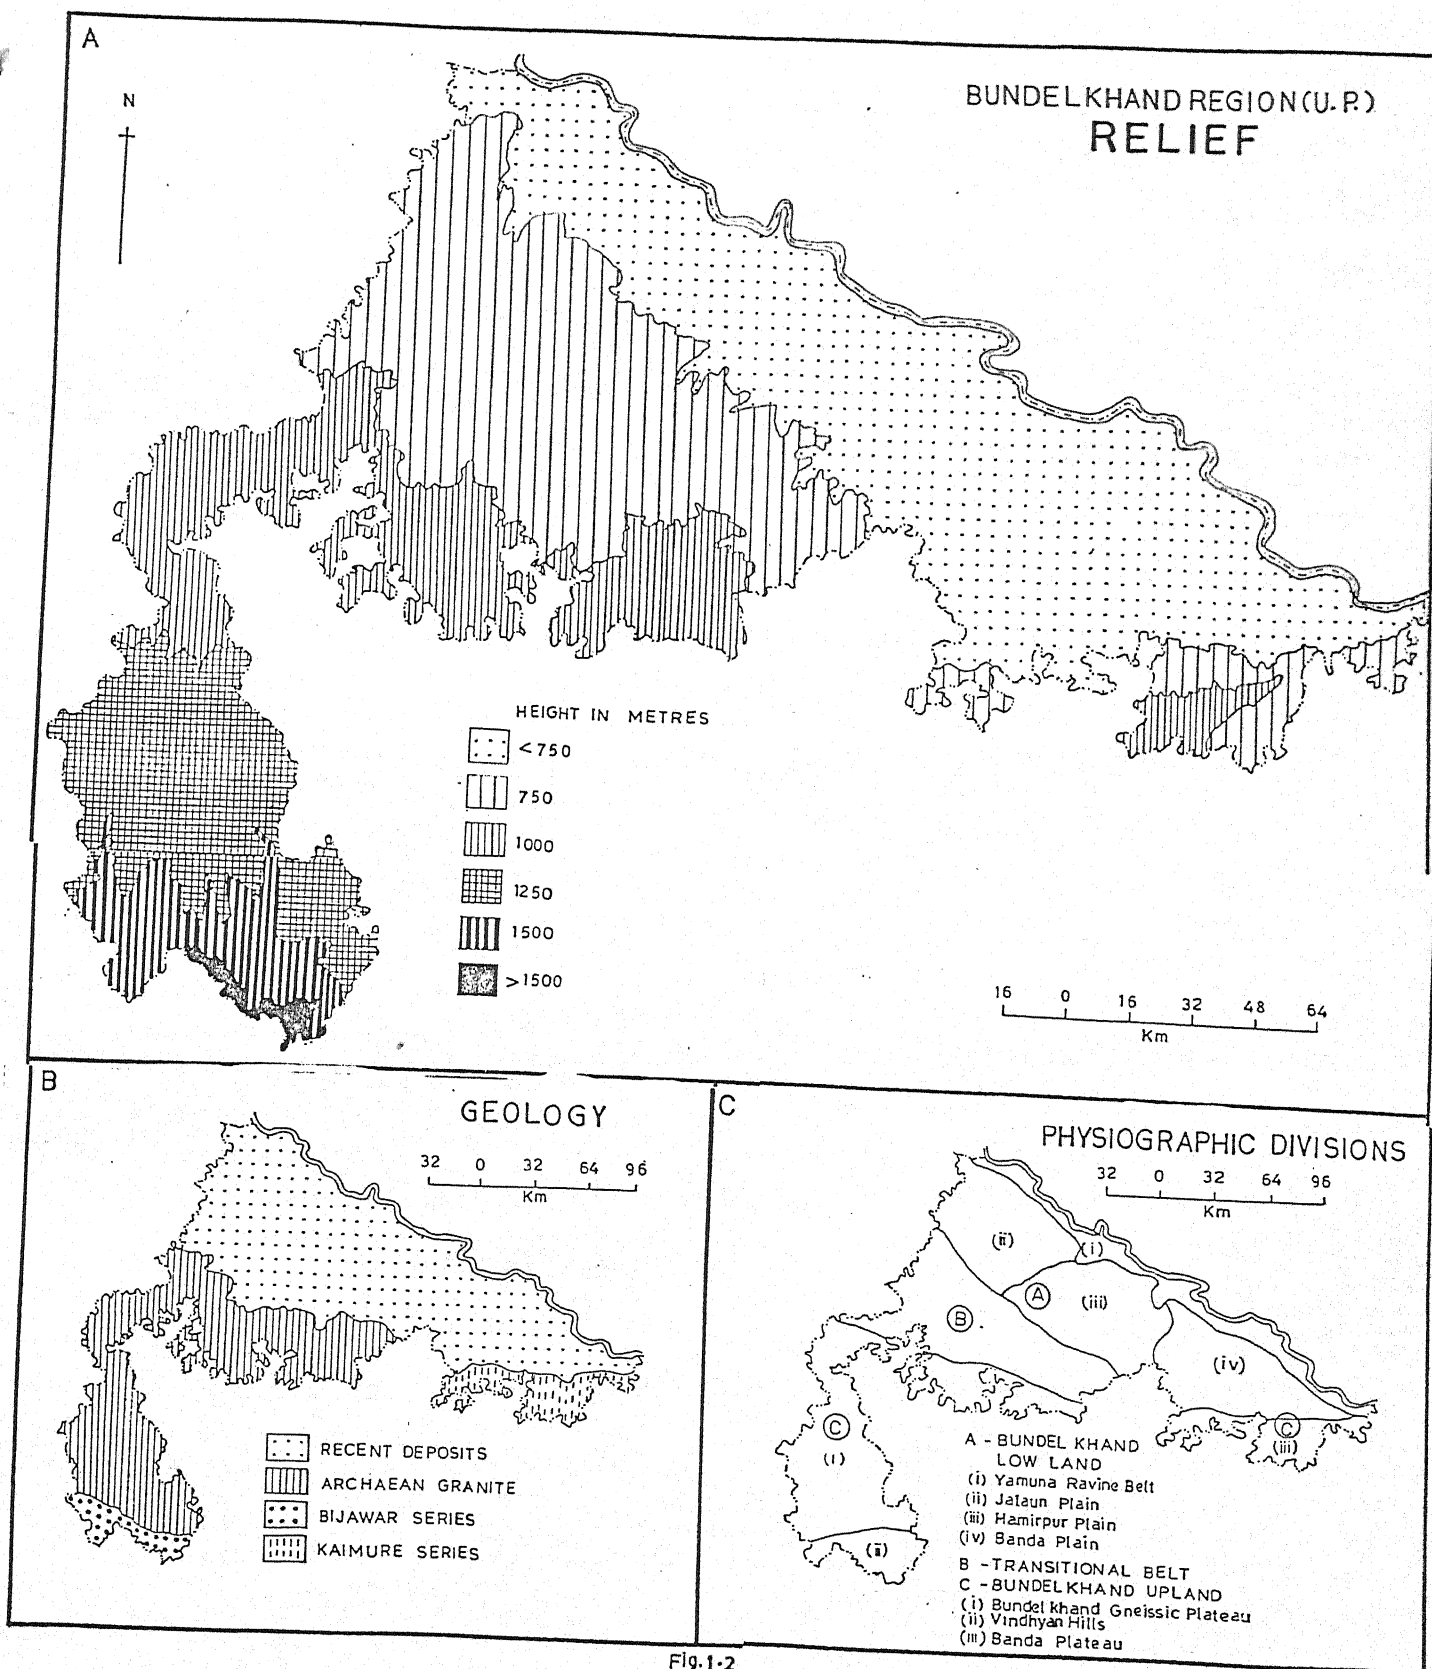 A
N
BUNDELKHAND REGION (U.P.)
RELIEF
HEIGHT IN METRES
<750
750
1000
1250
1500
>1500
16 0 16 32 48 64
Km
B
GEOLOGY
32 0 32 64 96
Km
RECENT DEPOSITS
ARCHAEAN GRANITE
BIJAWAR SERIES
KAIMURE SERIES
C
PHYSIOGRAPHIC DIVISIONS
32 0 32 64 96
Km
(ii)
(i)
A
(iii)
B
(iv)
C
(i)
C
(iii)
(ii)
A - BUNDEL KHAND
LOW LAND
(i) Yamuna Ravine Belt
(ii) Jalaun Plain
(iii) Hamirpur Plain
(iv) Banda Plain
B - TRANSITIONAL BELT
C - BUNDELKHAND UPLAND
(i) Bundelkhand Gneissic Plateau
(ii) Vindhyan Hills
(iii) Banda Plateau
Fig. 1·2